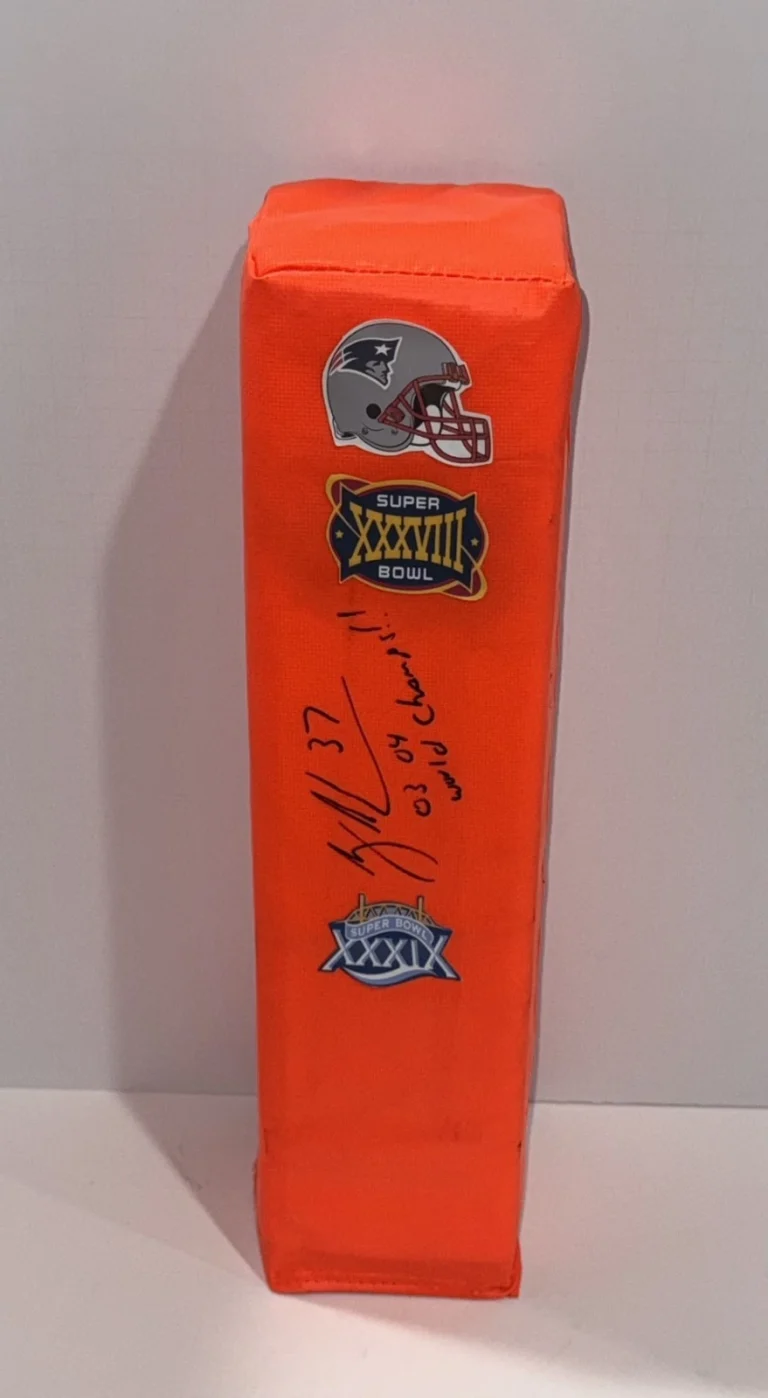 SUPER
XXXVIII
BOWL
37
03 04
World Champs!!
SUPER BOWL
XXXIX